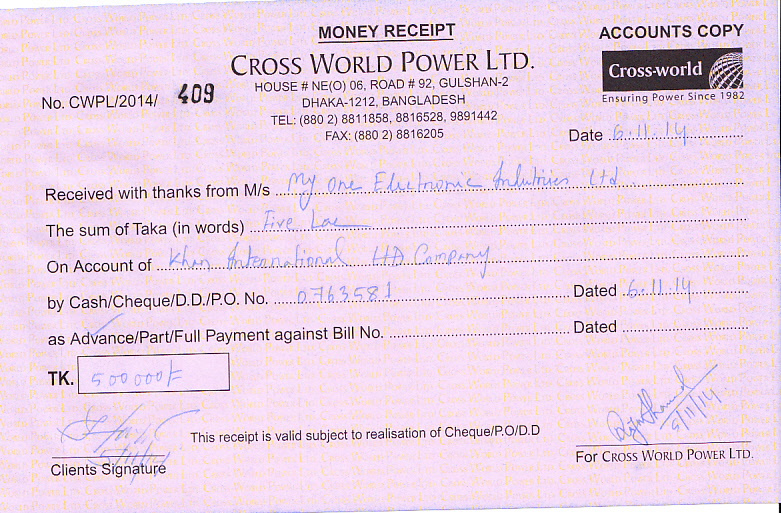 MONEY RECEIPT
ACCOUNTS COPY
CROSS WORLD POWER LTD.
Cross-world
Ensuring Power Since 1982
HOUSE # NE(O) 06, ROAD # 92, GULSHAN-2
No. CWPL/2014/ 409
DHAKA-1212, BANGLADESH
TEL: (880 2) 8811858, 8816528, 9891442
FAX: (880 2) 8816205
Date 6.11.14
Received with thanks from M/s My One Electronic Industries Ltd
The sum of Taka (in words) Five Lac
On Account of Khan International HD Company
by Cash/Cheque/D.D./P.O. No. 0763581 Dated 6.11.14
as Advance/Part/Full Payment against Bill No. Dated
TK. 500000/-
This receipt is valid subject to realisation of Cheque/P.O/D.D
Clients Signature
For CROSS WORLD POWER LTD.